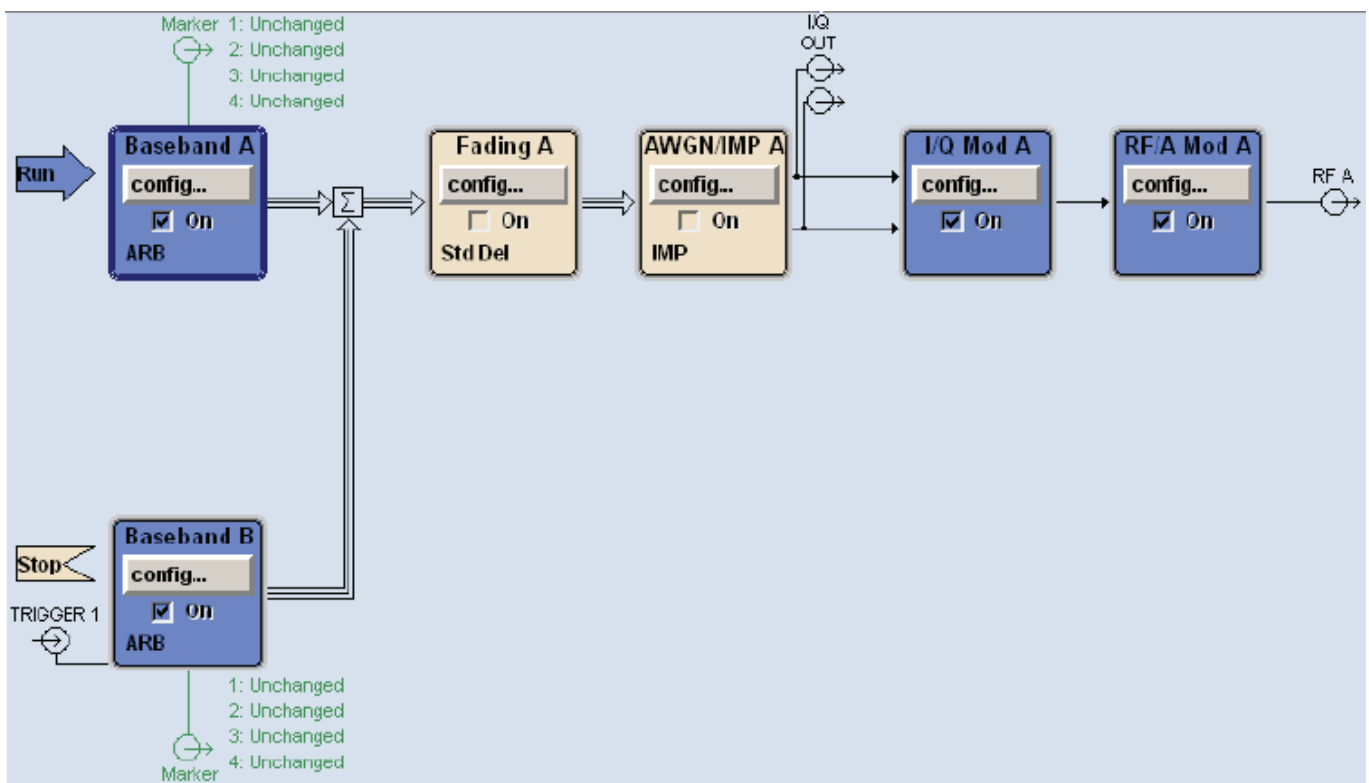 Marker 1: Unchanged
2: Unchanged
3: Unchanged
4: Unchanged
I/Q
OUT
Run
Baseband A
config...
On
ARB
Σ
Fading A
config...
On
Std Del
AWGN/IMP A
config...
On
IMP
I/Q Mod A
config...
On
RF/A Mod A
config...
On
RF A
Stop
TRIGGER 1
Baseband B
config...
On
ARB
1: Unchanged
2: Unchanged
3: Unchanged
Marker 4: Unchanged